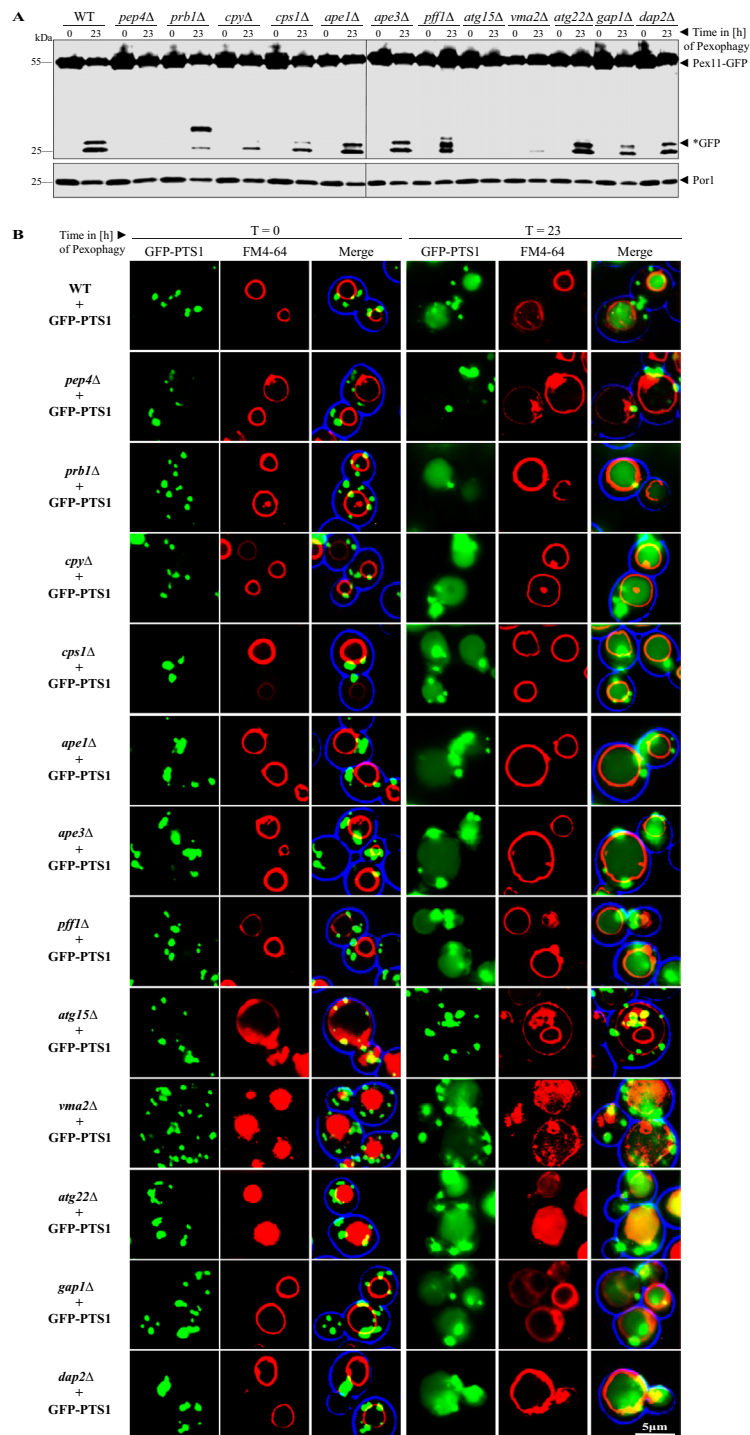 A
WT pep4Δ prb1Δ cpyΔ cps1Δ ape1Δ ape3Δ pff1Δ atg15Δ vma2Δ atg22Δ gap1Δ dap2Δ
kDa 0 23 0 23 0 23 0 23 0 23 0 23 0 23 0 23 0 23 0 23 0 23 0 23 0 23 ◄ Time in [h]
of Pexophagy
55— ◄ Pex11-GFP
◄ *GFP
25—
25— ◄ Por1
B
Time in [h] ►
of Pexophagy
T = 0 T = 23
GFP-PTS1 FM4-64 Merge GFP-PTS1 FM4-64 Merge
WT
+
GFP-PTS1
pep4Δ
+
GFP-PTS1
prb1Δ
+
GFP-PTS1
cpyΔ
+
GFP-PTS1
cps1Δ
+
GFP-PTS1
ape1Δ
+
GFP-PTS1
ape3Δ
+
GFP-PTS1
pff1Δ
+
GFP-PTS1
atg15Δ
+
GFP-PTS1
vma2Δ
+
GFP-PTS1
atg22Δ
+
GFP-PTS1
gap1Δ
+
GFP-PTS1
dap2Δ
+
GFP-PTS1
5μm